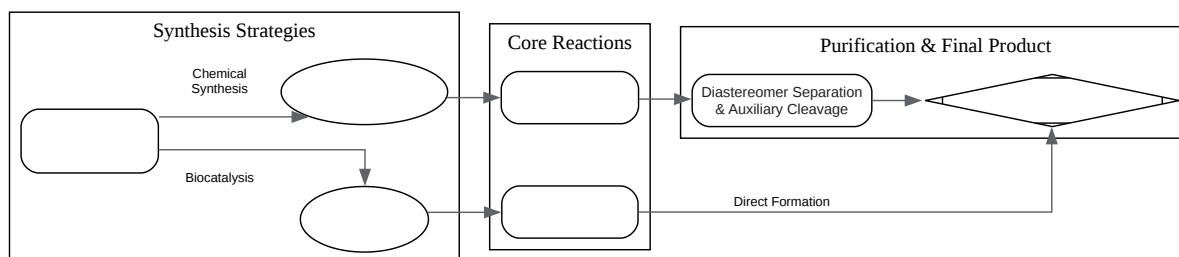 Synthesis Strategies
Chemical
Synthesis
Biocatalysis
Core Reactions
Purification & Final Product
Diastereomer Separation
& Auxiliary Cleavage
Direct Formation